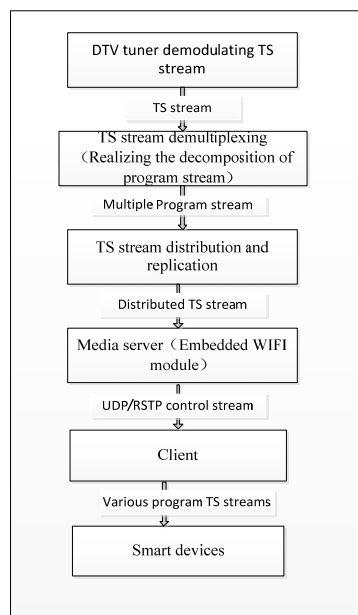 DTV tuner demodulating TS
stream
TS stream
TS stream demultiplexing
（Realizing the decomposition of
program stream）
Multiple Program stream
TS stream distribution and
replication
Distributed TS stream
Media server（Embedded WIFI
module）
UDP/RSTP control stream
Client
Various program TS streams
Smart devices